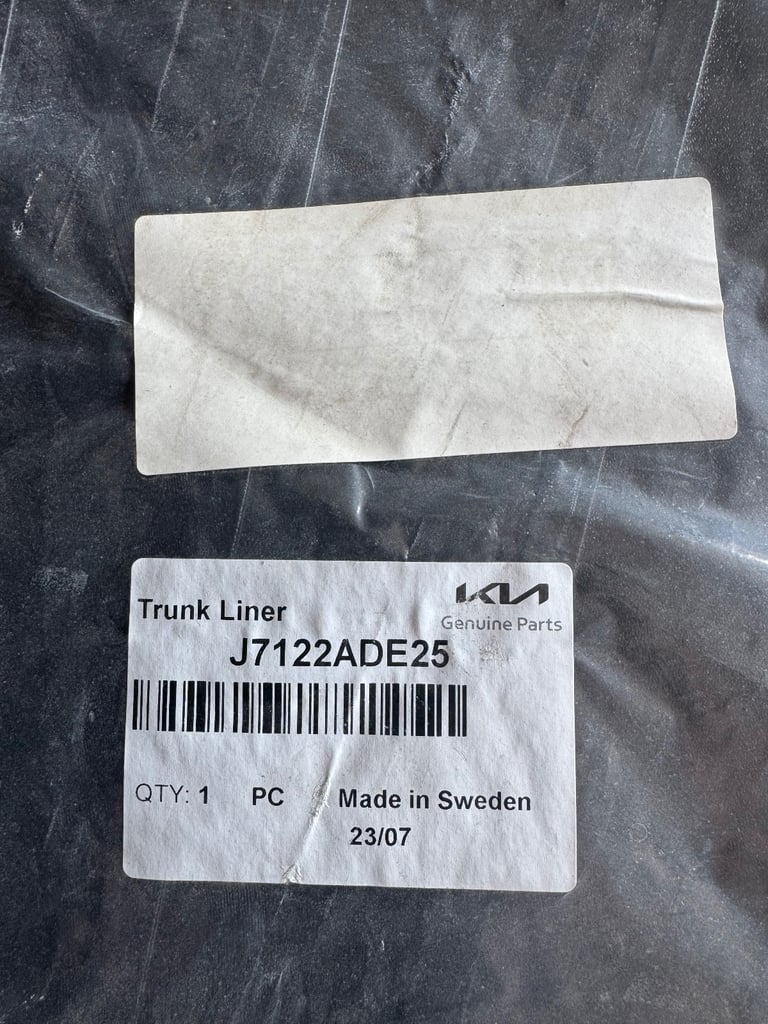 KIA
Trunk Liner
Genuine Parts
J7122ADE25
QTY: 1 PC Made in Sweden
23/07